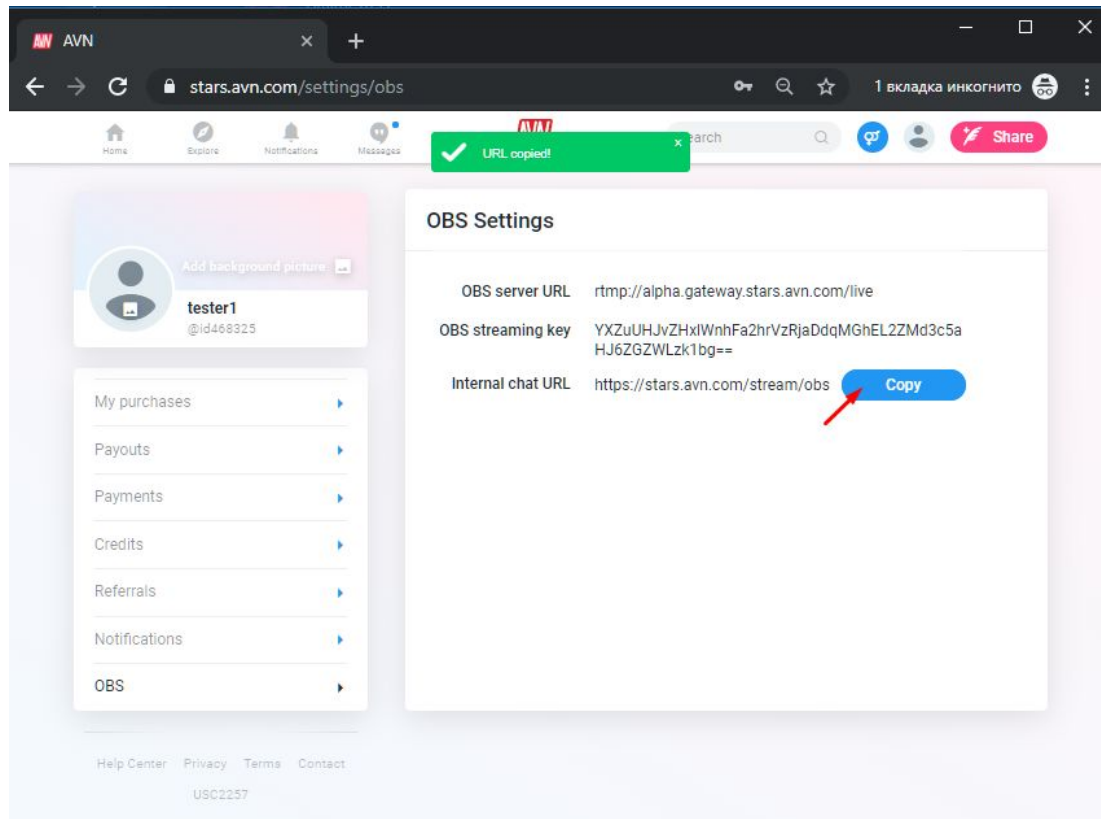 AVN
stars.avn.com/settings/obs
1 вкладка инкогнито
Home
Explore
Notifications
Messages
AVN
URL copied!
earch
Share
Add background picture
tester1
@id468325
My purchases
Payouts
Payments
Credits
Referrals
Notifications
OBS
Help Center Privacy Terms Contact
USC2257
OBS Settings
OBS server URL rtmp://alpha.gateway.stars.avn.com/live
OBS streaming key YXZuUHJvZHxIWnhFa2hrVzRjaDdqMGhEL2ZMd3c5a
HJ6ZGZWLzk1bg==
Internal chat URL https://stars.avn.com/stream/obs Copy